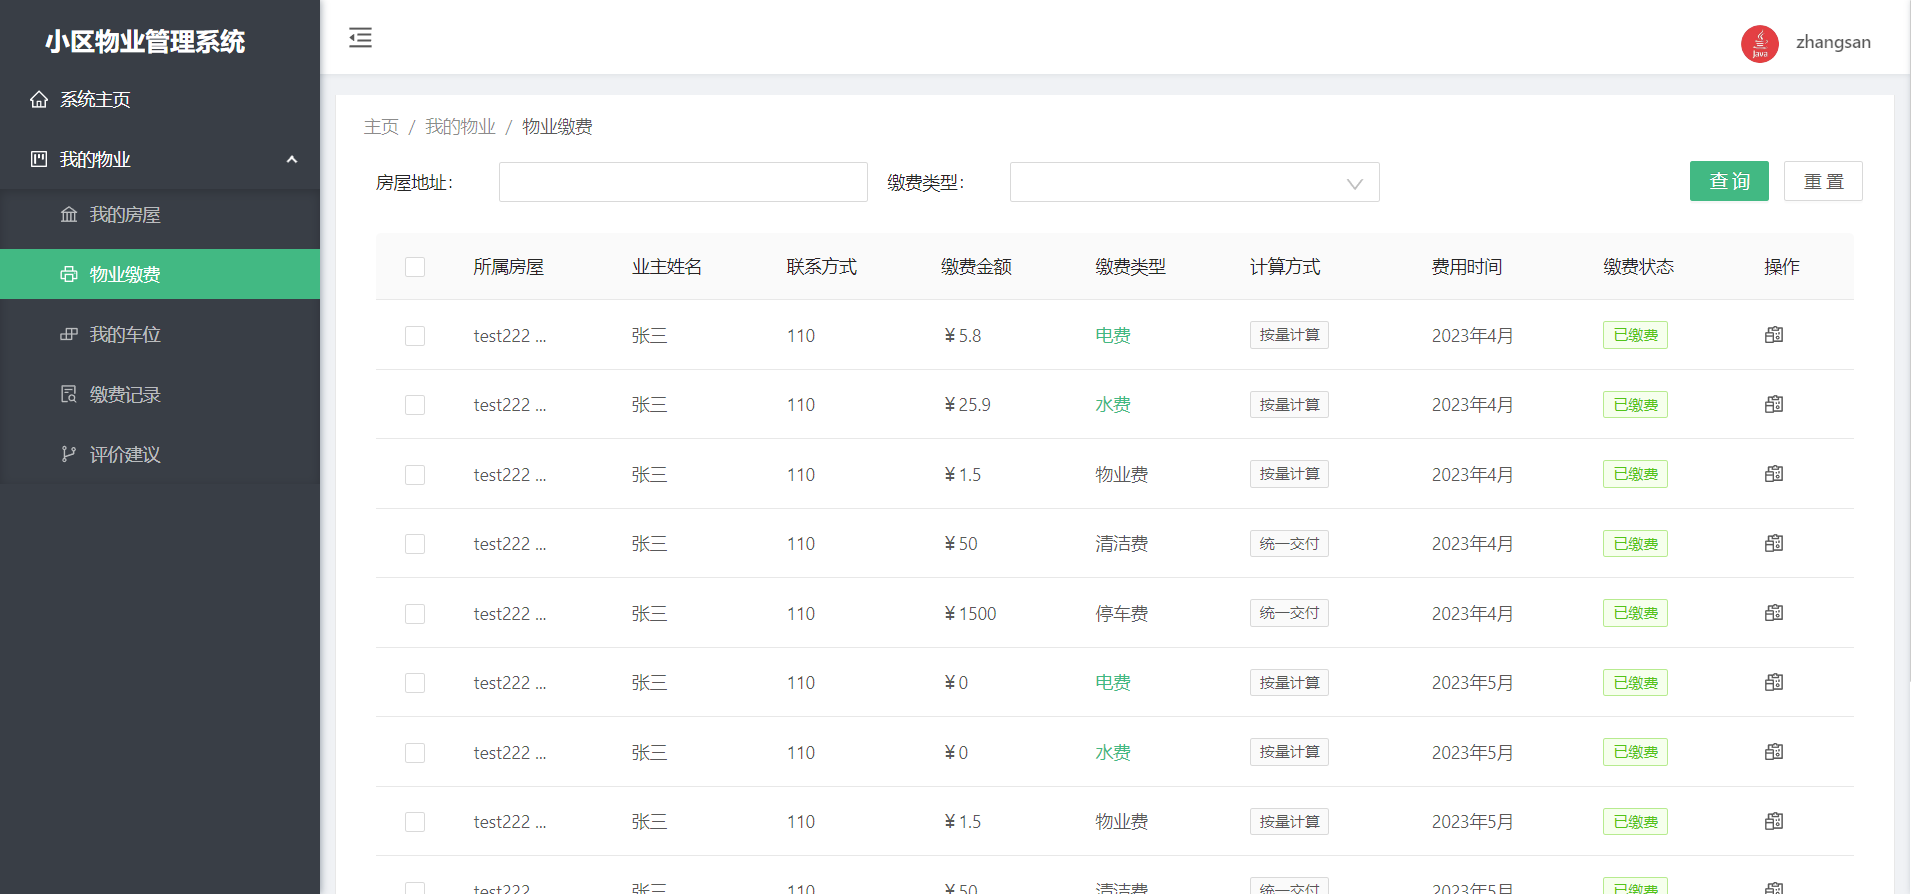 小区物业管理系统
系统主页
我的物业
我的房屋
物业缴费
我的车位
缴费记录
评价建议
Java
zhangsan
主页 / 我的物业 / 物业缴费
房屋地址: 缴费类型: 查询 重置
所属房屋 业主姓名 联系方式 缴费金额 缴费类型 计算方式 费用时间 缴费状态 操作
test222 ... 张三 110 ¥ 5.8 电费 按量计算 2023年4月 已缴费
test222 ... 张三 110 ¥ 25.9 水费 按量计算 2023年4月 已缴费
test222 ... 张三 110 ¥ 1.5 物业费 按量计算 2023年4月 已缴费
test222 ... 张三 110 ¥ 50 清洁费 统一交付 2023年4月 已缴费
test222 ... 张三 110 ¥ 1500 停车费 统一交付 2023年4月 已缴费
test222 ... 张三 110 ¥ 0 电费 按量计算 2023年5月 已缴费
test222 ... 张三 110 ¥ 0 水费 按量计算 2023年5月 已缴费
test222 ... 张三 110 ¥ 1.5 物业费 按量计算 2023年5月 已缴费
test222 ... 张三 110 ¥ 50 清洁费 统一交付 2023年5月 已缴费